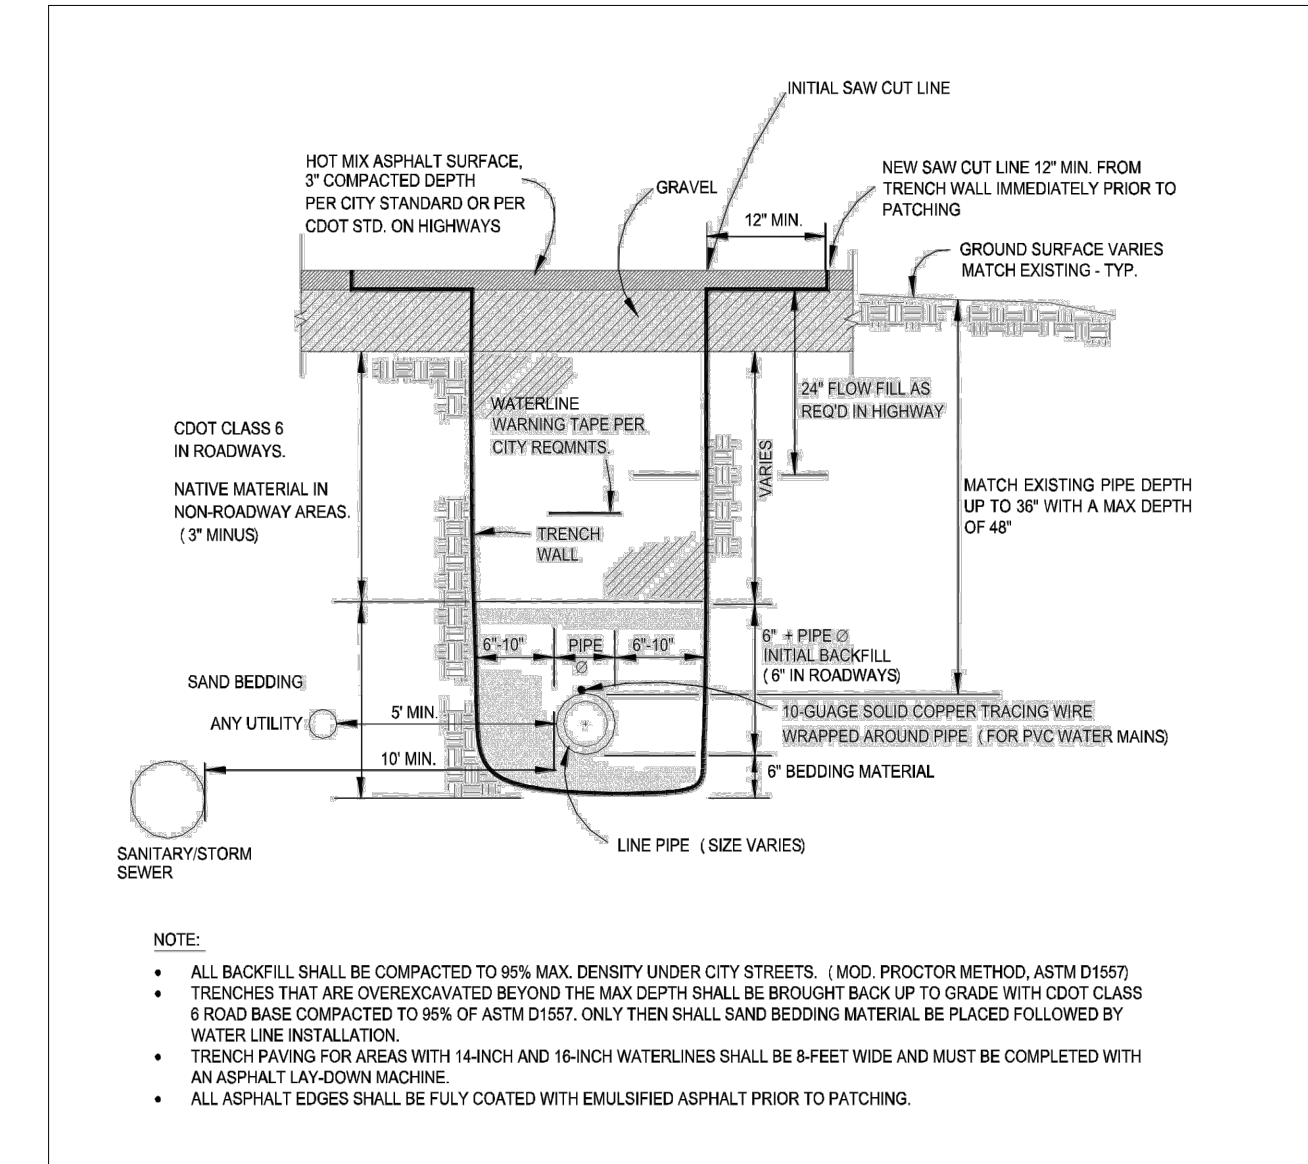 INITIAL SAW CUT LINE
HOT MIX ASPHALT SURFACE,
3" COMPACTED DEPTH
PER CITY STANDARD OR PER
CDOT STD. ON HIGHWAYS
GRAVEL
NEW SAW CUT LINE 12" MIN. FROM
TRENCH WALL IMMEDIATELY PRIOR TO
PATCHING
12" MIN.
GROUND SURFACE VARIES
MATCH EXISTING - TYP.
24" FLOW FILL AS
REQ'D IN HIGHWAY
WATERLINE
WARNING TAPE PER
CITY REQMNTS.
CDOT CLASS 6
IN ROADWAYS.
NATIVE MATERIAL IN
NON-ROADWAY AREAS.
( 3" MINUS)
VARIES
MATCH EXISTING PIPE DEPTH
UP TO 36" WITH A MAX DEPTH
OF 48"
TRENCH
WALL
6"-10"
PIPE
Ø
6"-10"
6" + PIPE Ø
INITIAL BACKFILL
( 6" IN ROADWAYS)
SAND BEDDING
ANY UTILITY
5' MIN.
10-GUAGE SOLID COPPER TRACING WIRE
WRAPPED AROUND PIPE ( FOR PVC WATER MAINS)
10' MIN.
6" BEDDING MATERIAL
LINE PIPE ( SIZE VARIES)
SANITARY/STORM
SEWER
NOTE:
• ALL BACKFILL SHALL BE COMPACTED TO 95% MAX. DENSITY UNDER CITY STREETS. ( MOD. PROCTOR METHOD, ASTM D1557)
• TRENCHES THAT ARE OVEREXCAVATED BEYOND THE MAX DEPTH SHALL BE BROUGHT BACK UP TO GRADE WITH CDOT CLASS
6 ROAD BASE COMPACTED TO 95% OF ASTM D1557. ONLY THEN SHALL SAND BEDDING MATERIAL BE PLACED FOLLOWED BY
WATER LINE INSTALLATION.
• TRENCH PAVING FOR AREAS WITH 14-INCH AND 16-INCH WATERLINES SHALL BE 8-FEET WIDE AND MUST BE COMPLETED WITH
AN ASPHALT LAY-DOWN MACHINE.
• ALL ASPHALT EDGES SHALL BE FULY COATED WITH EMULSIFIED ASPHALT PRIOR TO PATCHING.